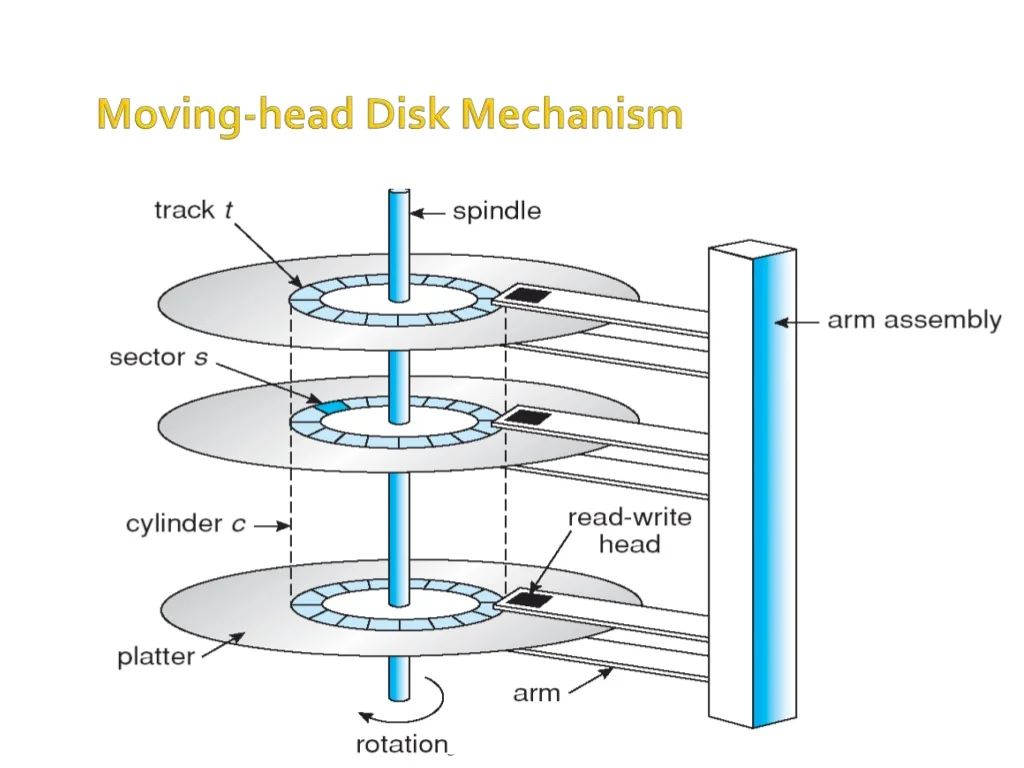 Moving-head Disk Mechanism
track t
spindle
arm assembly
sector s
cylinder c
read-write
head
platter
arm
rotation